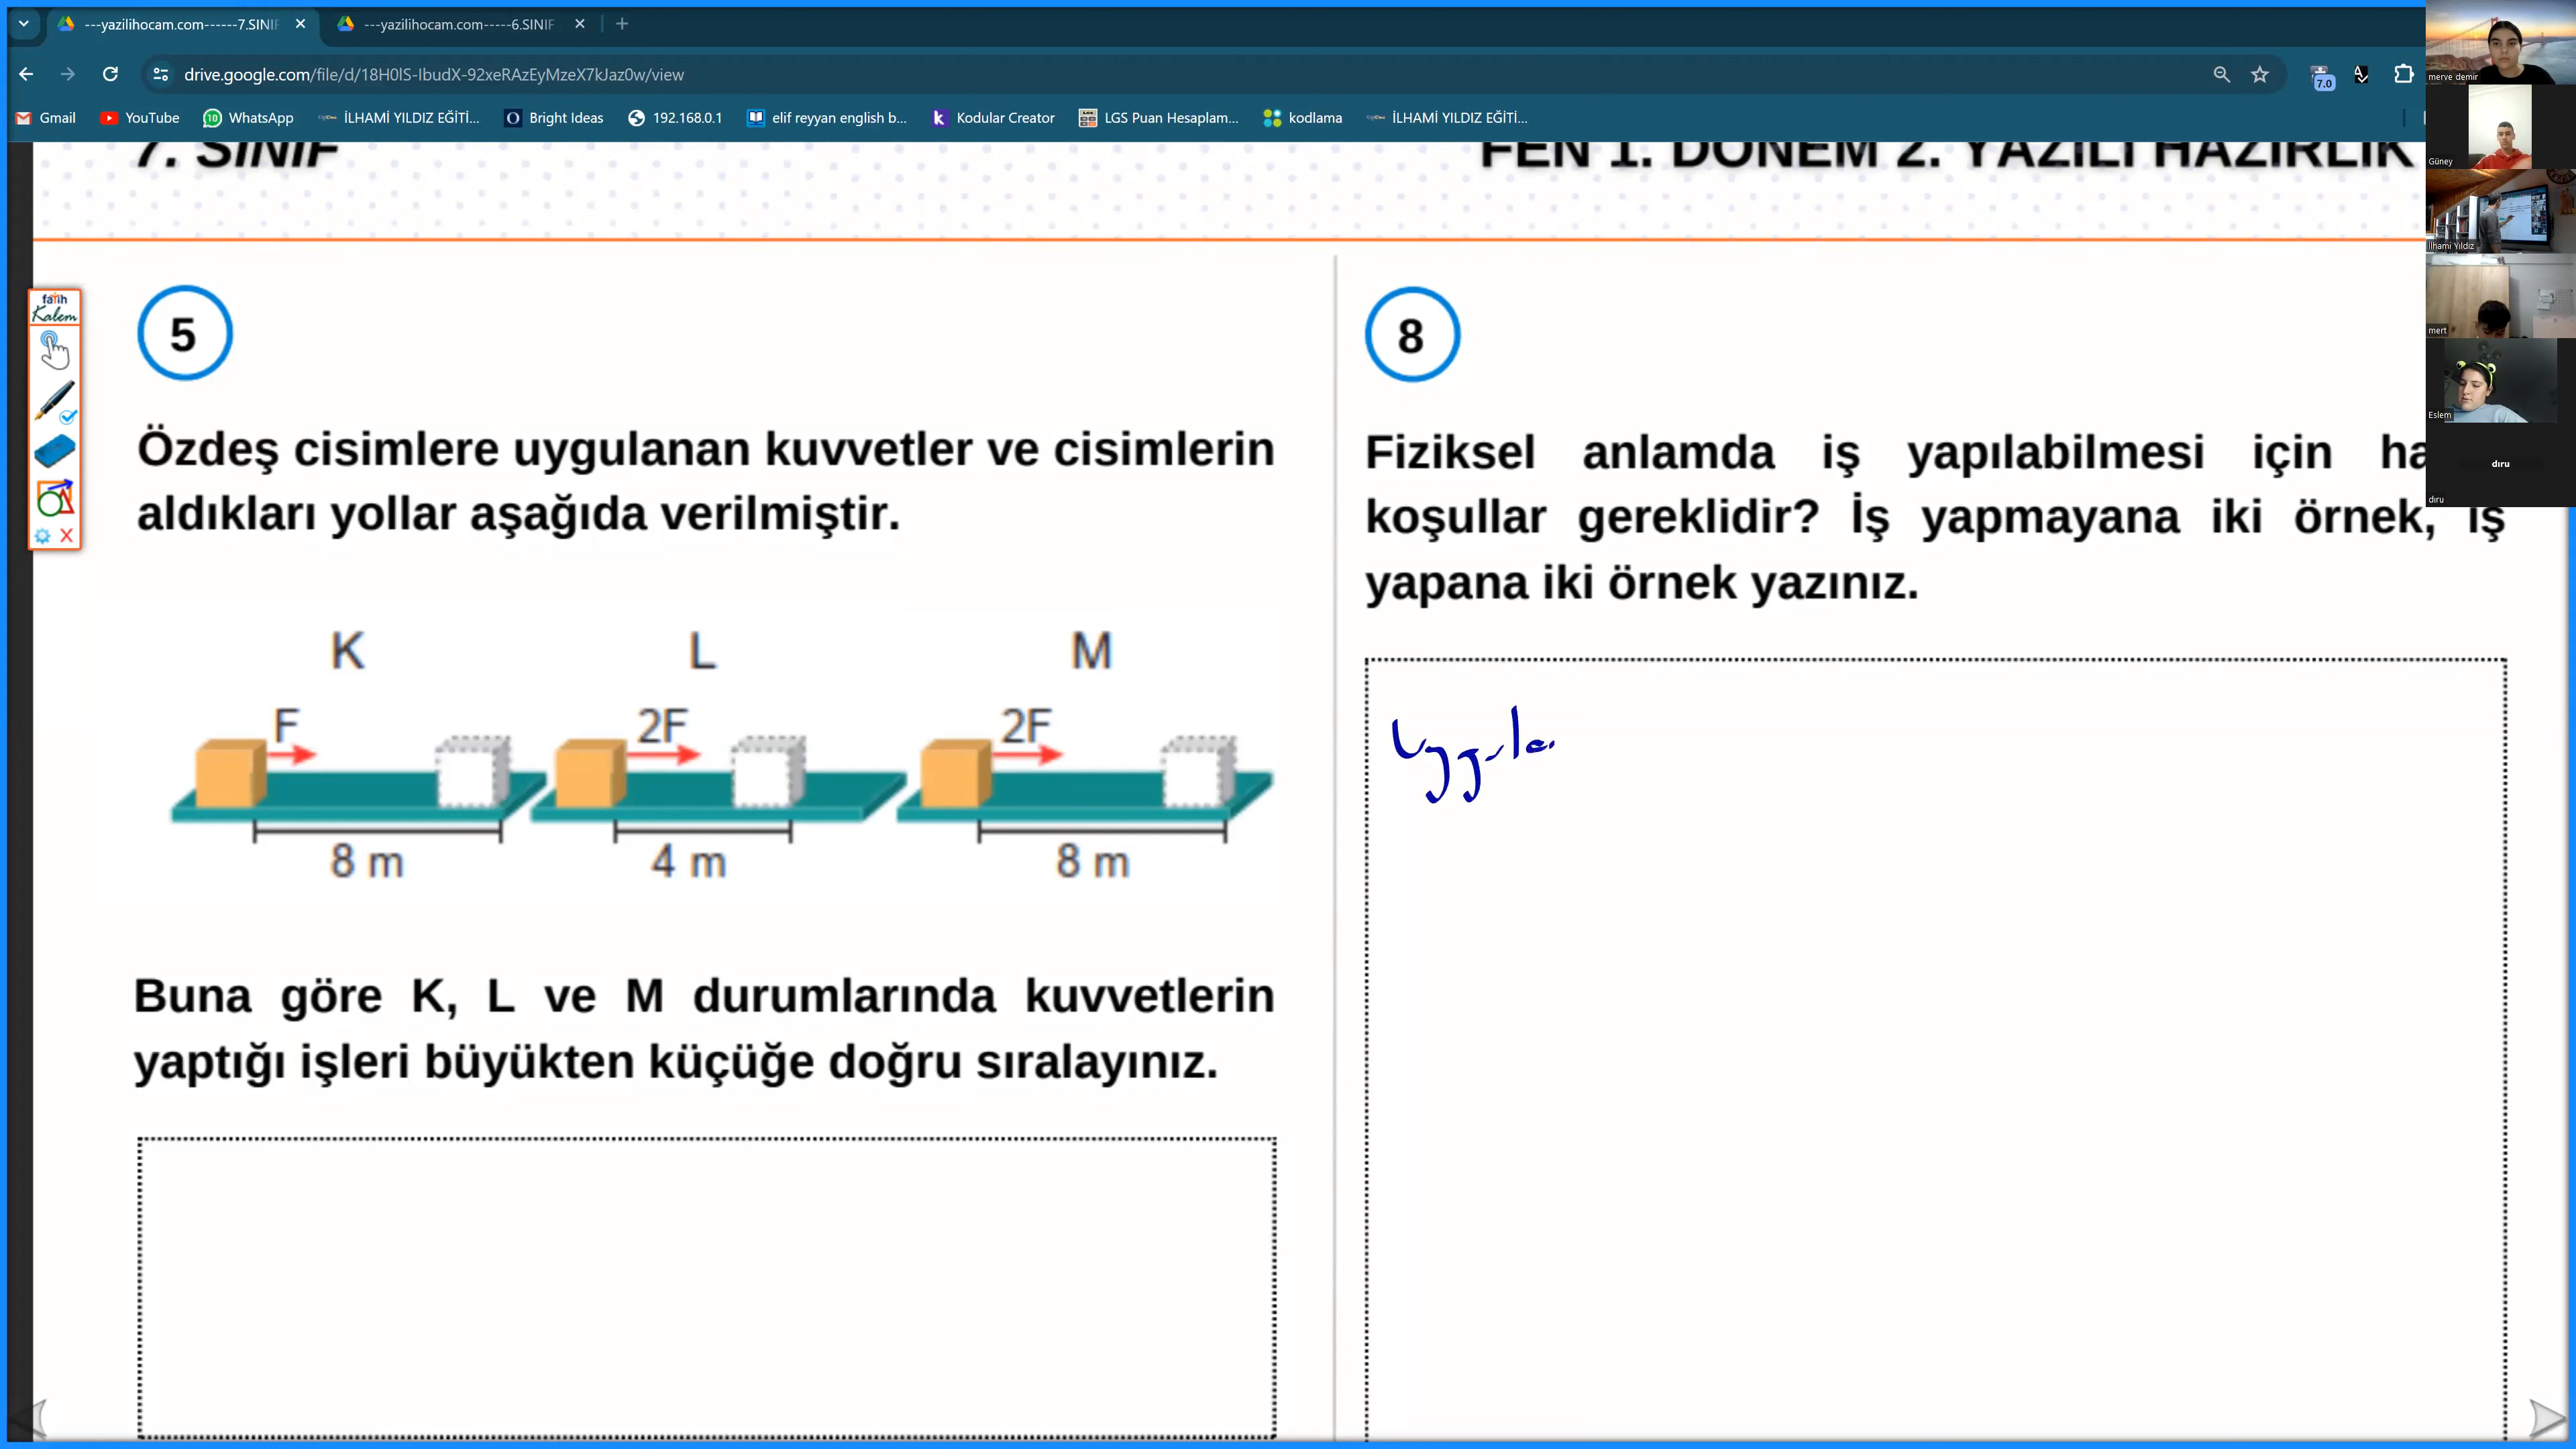 ---yazilihocam.com------7.SINIF
---yazilihocam.com-----6.SINIF
drive.google.com/file/d/18H0lS-IbudX-92xeRAzEyMzeX7kJaz0w/view
7.0
Gmail
YouTube
WhatsApp
İLHAMİ YILDIZ EĞİTİ...
Bright Ideas
192.168.0.1
elif reyyan english b...
Kodular Creator
LGS Puan Hesaplam...
kodlama
İLHAMİ YILDIZ EĞİTİ...
7. SINIF
FEN 1. DÖNEM 2. YAZILI HAZIRLIK
fatih
Kalem
5
Özdeş cisimlere uygulanan kuvvetler ve cisimlerin
aldıkları yollar aşağıda verilmiştir.
K L M
F 2F 2F
8 m 4 m 8 m
Buna göre K, L ve M durumlarında kuvvetlerin
yaptığı işleri büyükten küçüğe doğru sıralayınız.
8
Fiziksel anlamda iş yapılabilmesi için ha
koşullar gereklidir? İş yapmayana iki örnek, iş
yapana iki örnek yazınız.
merve demir
Güney
İlhami Yıldız
mert
Eslem
dıru
dıru